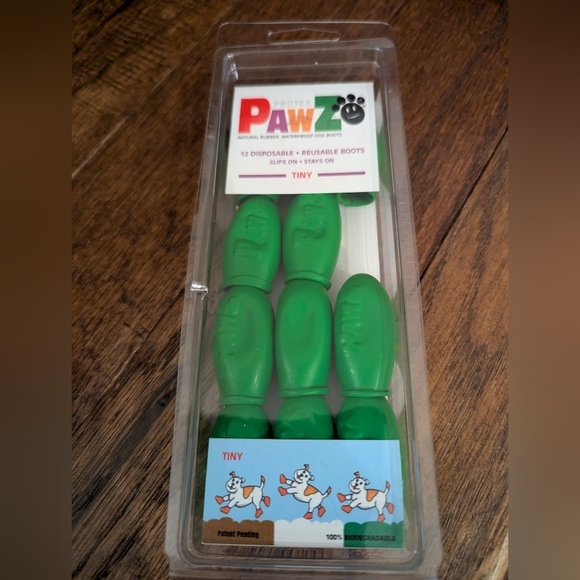 PROTEX
PAWZ
NATURAL RUBBER, WATERPROOF DOG BOOTS
12 DISPOSABLE • REUSABLE BOOTS
SLIPS ON • STAYS ON
TINY
TINY
Patent Pending
100% BIODEGRADABLE